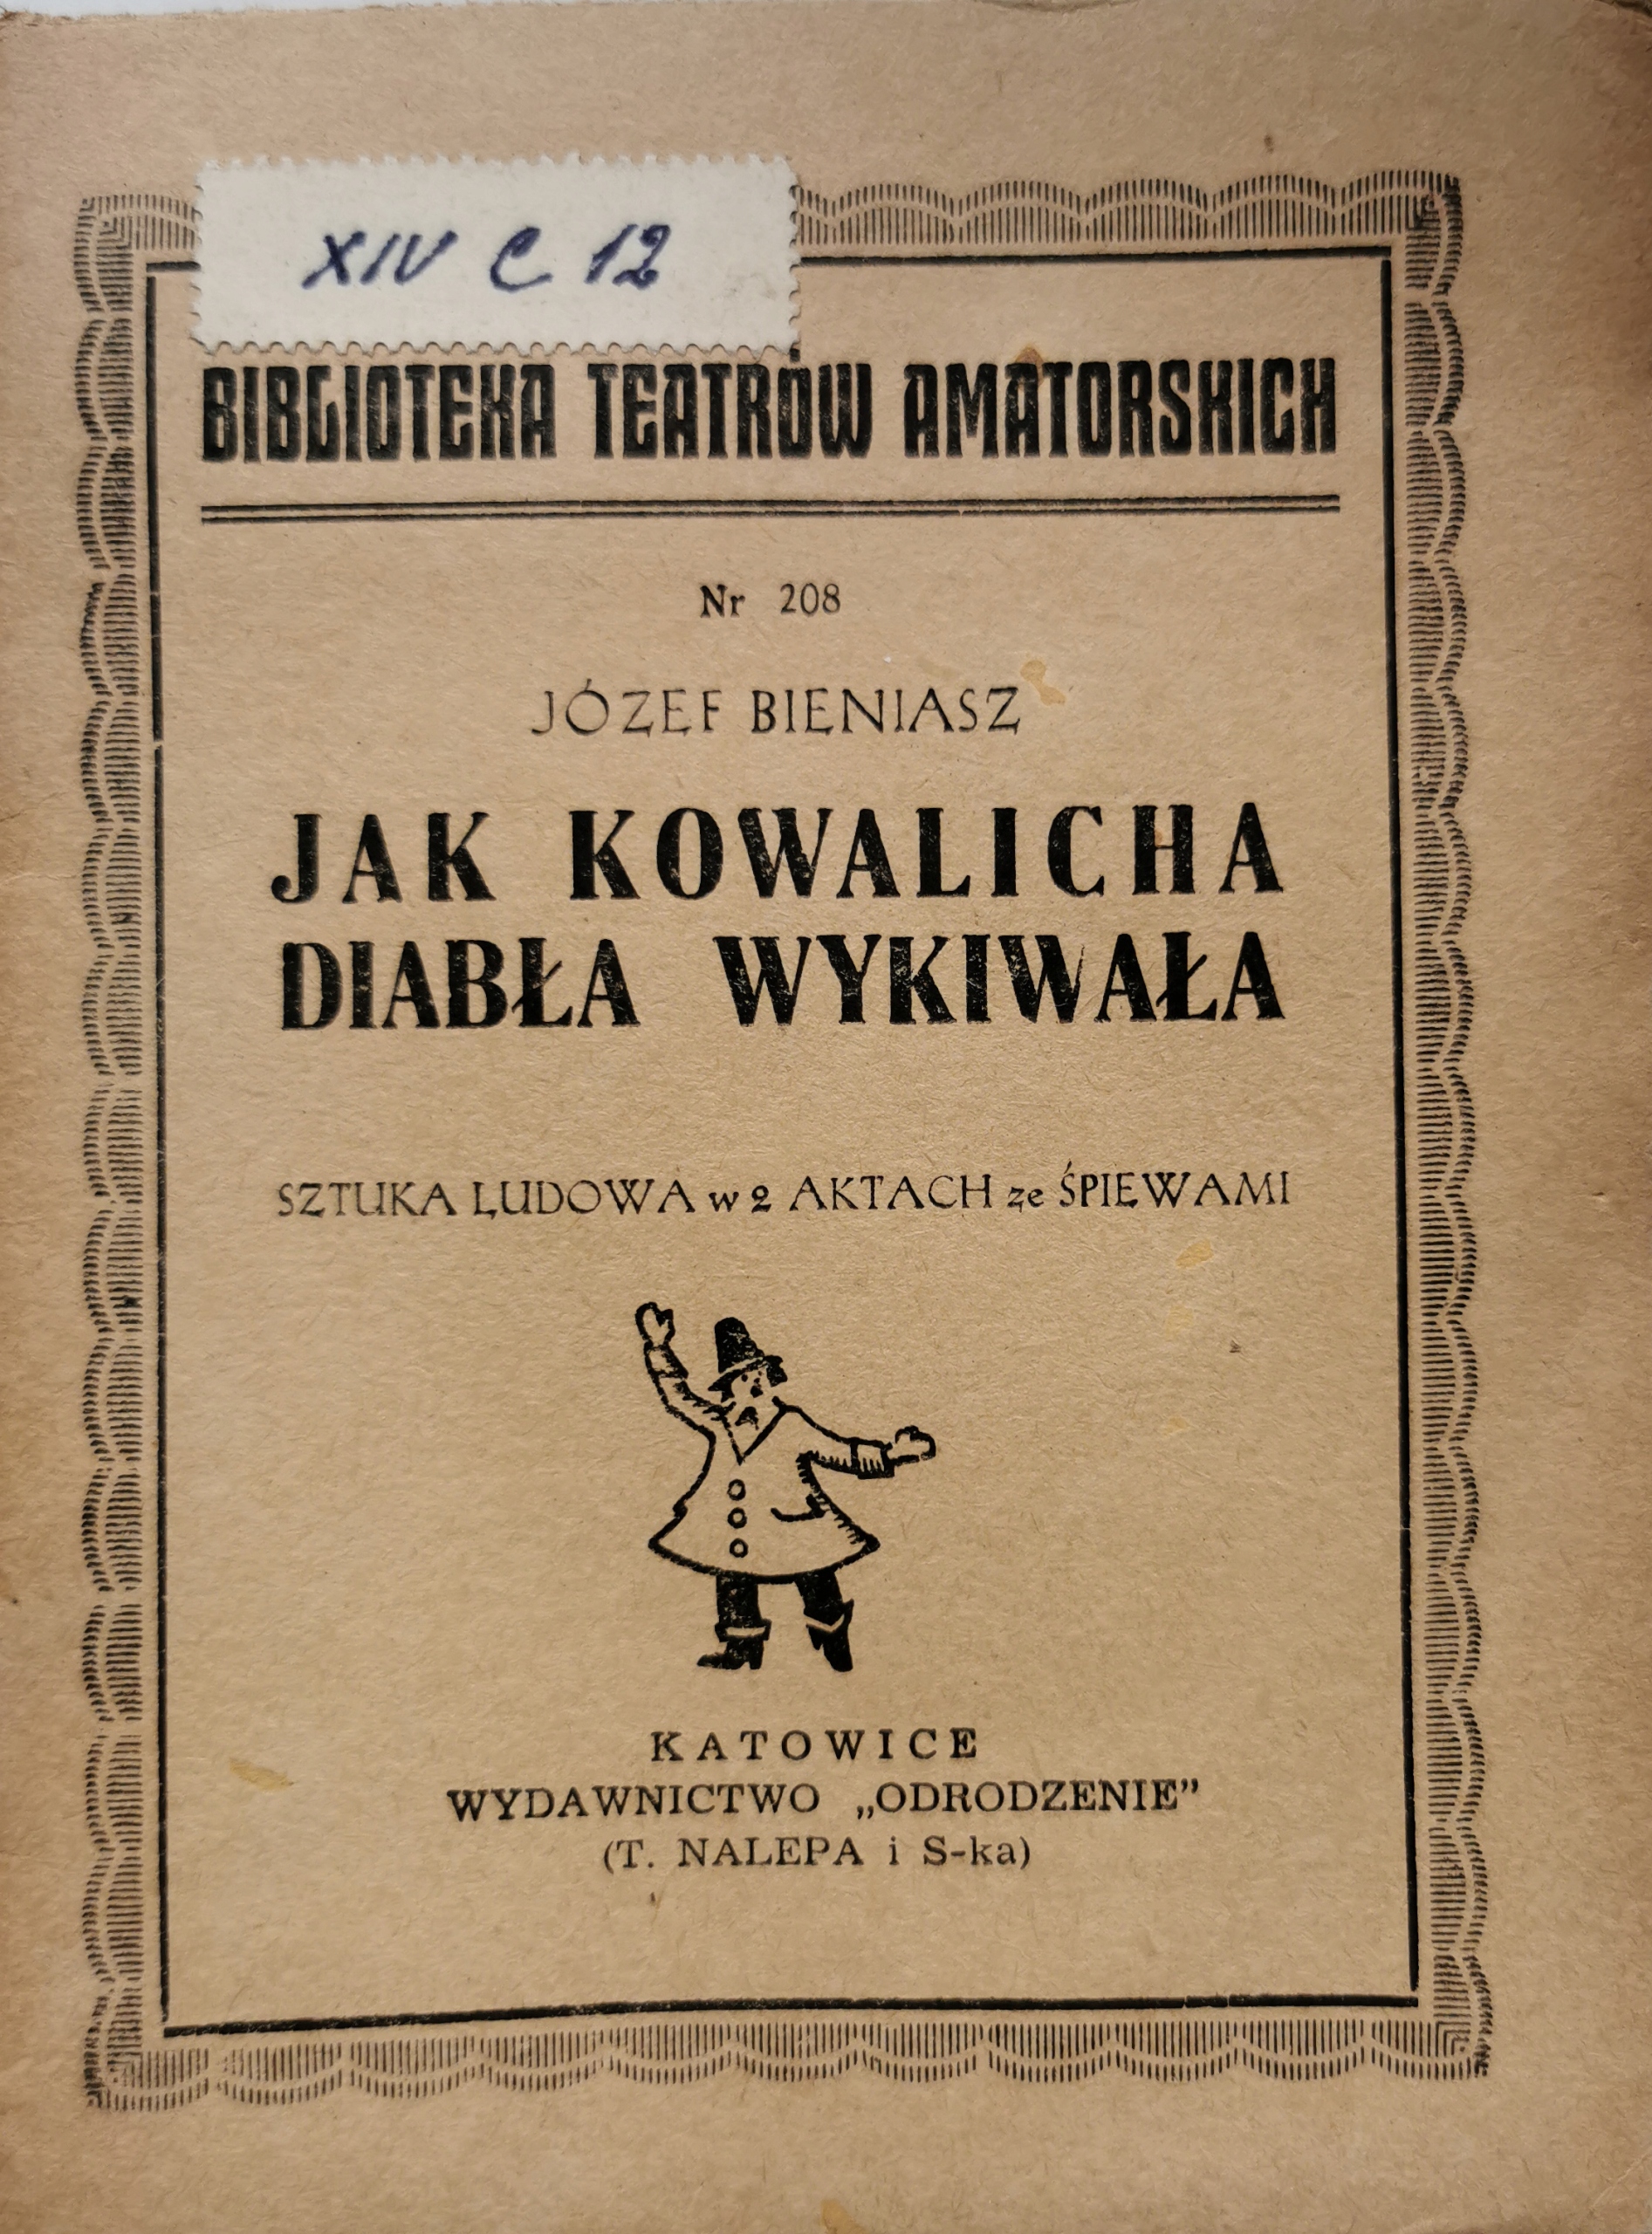 XIV C 12
BIBLIOTEKA TEATRÓW AMATORSKICH
Nr 208
JÓZEF BIENIASZ
JAK KOWALICHA
DIABŁA WYKIWAŁA
SZTUKA LUDOWA w 2 AKTACH ze ŚPIEWAMI
KATOWICE
WYDAWNICTWO „ODRODZENIE”
(T. NALEPA i S-ka)